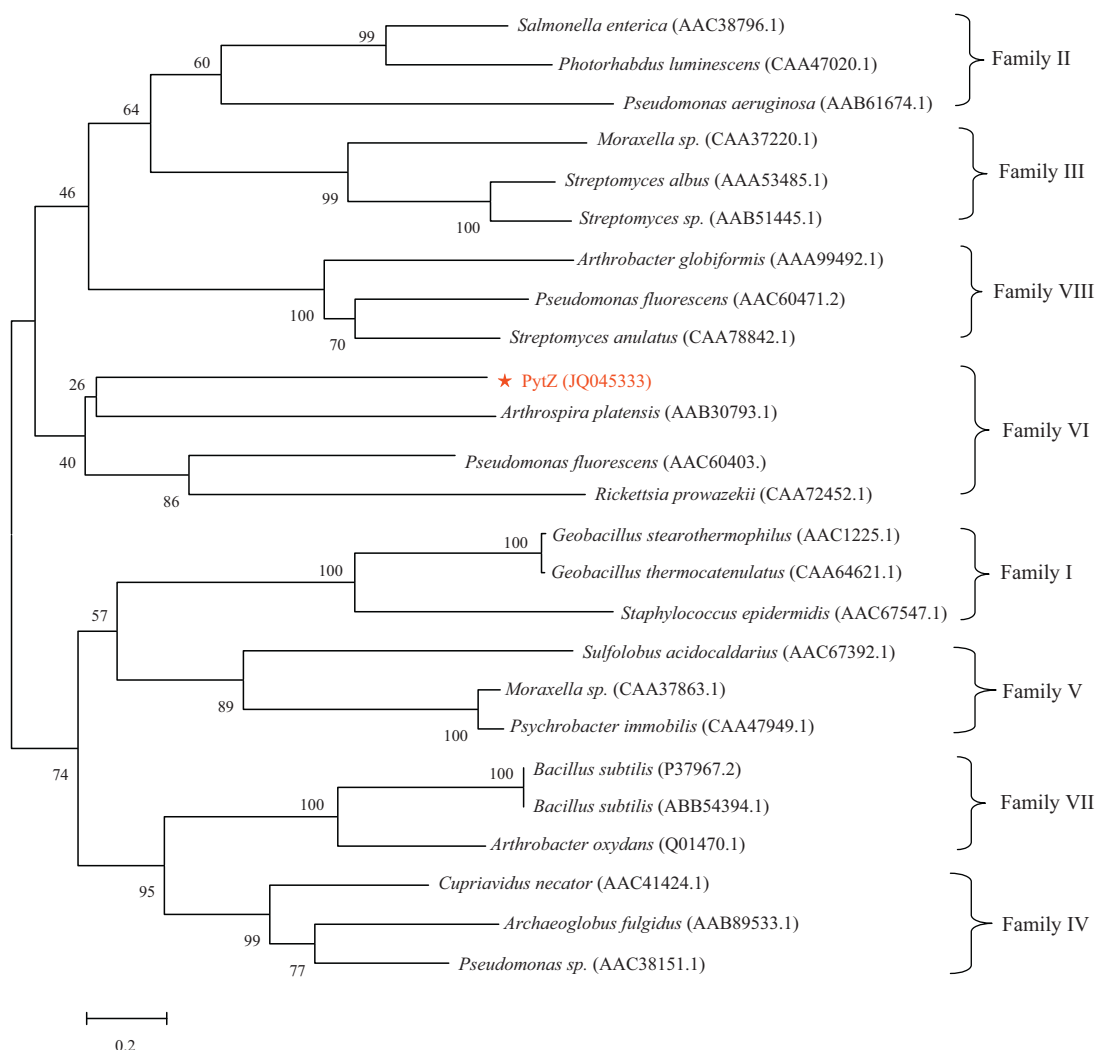 Salmonella enterica (AAC38796.1)
99
Photorhabdus luminescens (CAA47020.1)
Family II
60
Pseudomonas aeruginosa (AAB61674.1)
64
Moraxella sp. (CAA37220.1)
Streptomyces albus (AAA53485.1)
Family III
99
Streptomyces sp. (AAB51445.1)
100
46
Arthrobacter globiformis (AAA99492.1)
Pseudomonas fluorescens (AAC60471.2)
Family VIII
100
Streptomyces anulatus (CAA78842.1)
70
★ PytZ (JQ045333)
26
Arthrospira platensis (AAB30793.1)
Family VI
40
Pseudomonas fluorescens (AAC60403.)
Rickettsia prowazekii (CAA72452.1)
86
Geobacillus stearothermophilus (AAC1225.1)
100
Geobacillus thermocatenulatus (CAA64621.1)
Family I
100
Staphylococcus epidermidis (AAC67547.1)
57
Sulfolobus acidocaldarius (AAC67392.1)
Moraxella sp. (CAA37863.1)
Family V
89
Psychrobacter immobilis (CAA47949.1)
100
74
Bacillus subtilis (P37967.2)
100
Bacillus subtilis (ABB54394.1)
Family VII
100
Arthrobacter oxydans (Q01470.1)
95
Cupriavidus necator (AAC41424.1)
Archaeoglobus fulgidus (AAB89533.1)
Family IV
99
Pseudomonas sp. (AAC38151.1)
77
0.2